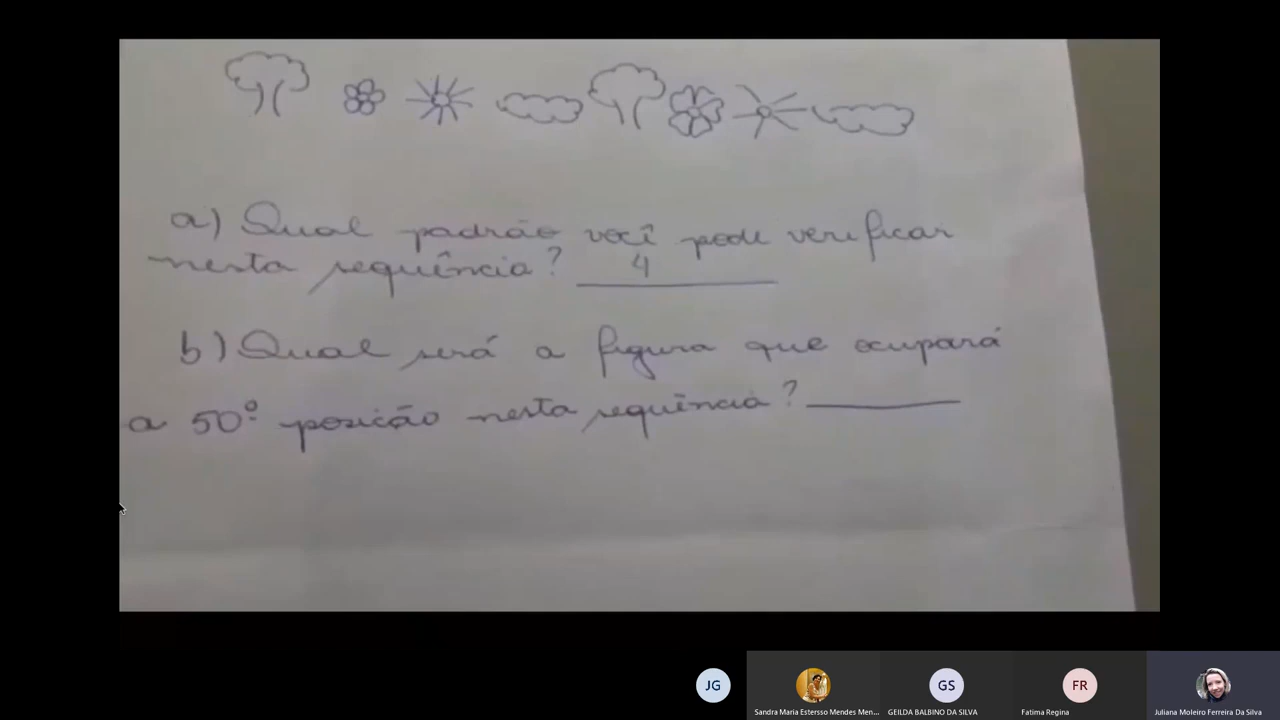 a) Qual padrão você pode verificar
nesta sequência? 4
b) Qual será a figura que ocupará
a 50º posição nesta sequência?
JG
Sandra Maria Estersso Mendes Men...
GS
GEILDA BALBINO DA SILVA
FR
Fatima Regina
Juliana Moleiro Ferreira Da Silva